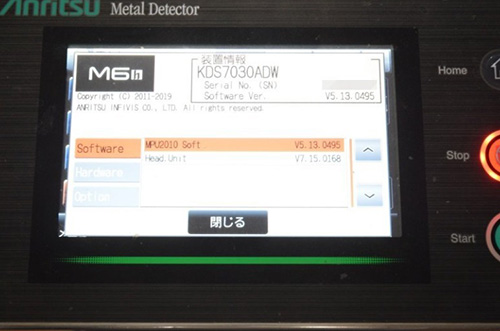 Anritsu Metal Detector
M6h
装置情報
KDS7030ADW
Serial No. (SN)
Software Ver. V5.13.0495
Copyright (C) 2011-2019
ANRITSU INFIVIS CO., LTD. All rights reserved.
Software
Hardware
Option
MPU2010 Soft V5.13.0495
Head.Unit V7.15.0168
閉じる
Home
Stop
Start